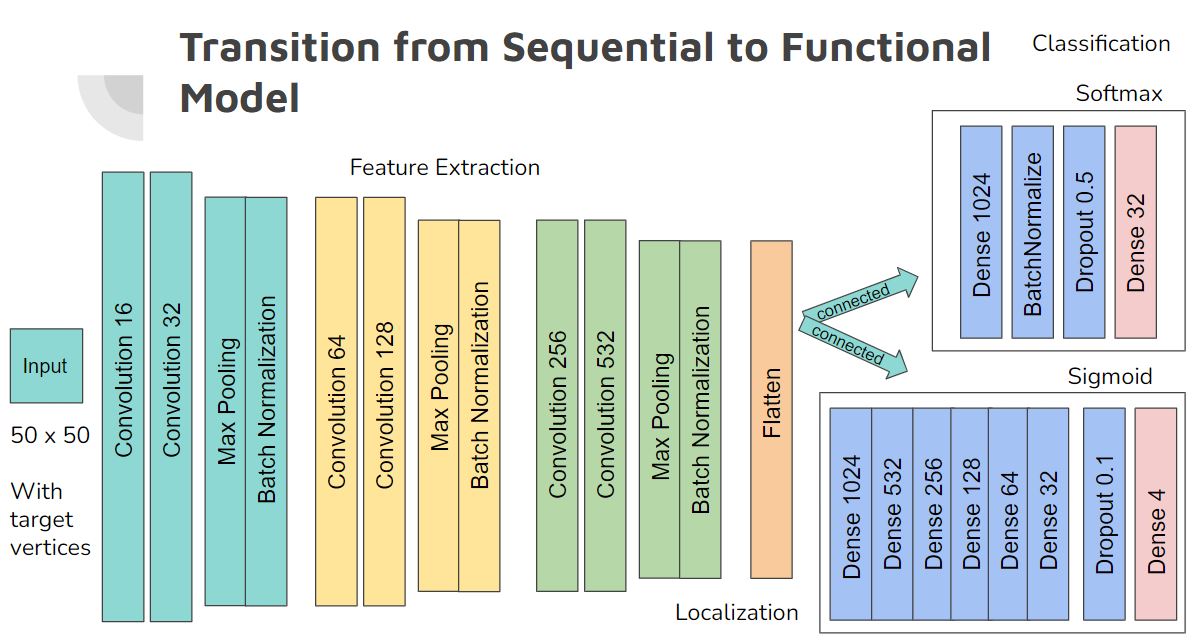 Transition from Sequential to Functional
Model
Classification
Softmax
Feature Extraction
Input
50 x 50
With
target
vertices
Convolution 16
Convolution 32
Max Pooling
Batch Normalization
Convolution 64
Convolution 128
Max Pooling
Batch Normalization
Convolution 256
Convolution 532
Max Pooling
Batch Normalization
Flatten
connected
connected
Dense 1024
BatchNormalize
Dropout 0.5
Dense 32
Sigmoid
Dense 1024
Dense 532
Dense 256
Dense 128
Dense 64
Dense 32
Dropout 0.1
Dense 4
Localization